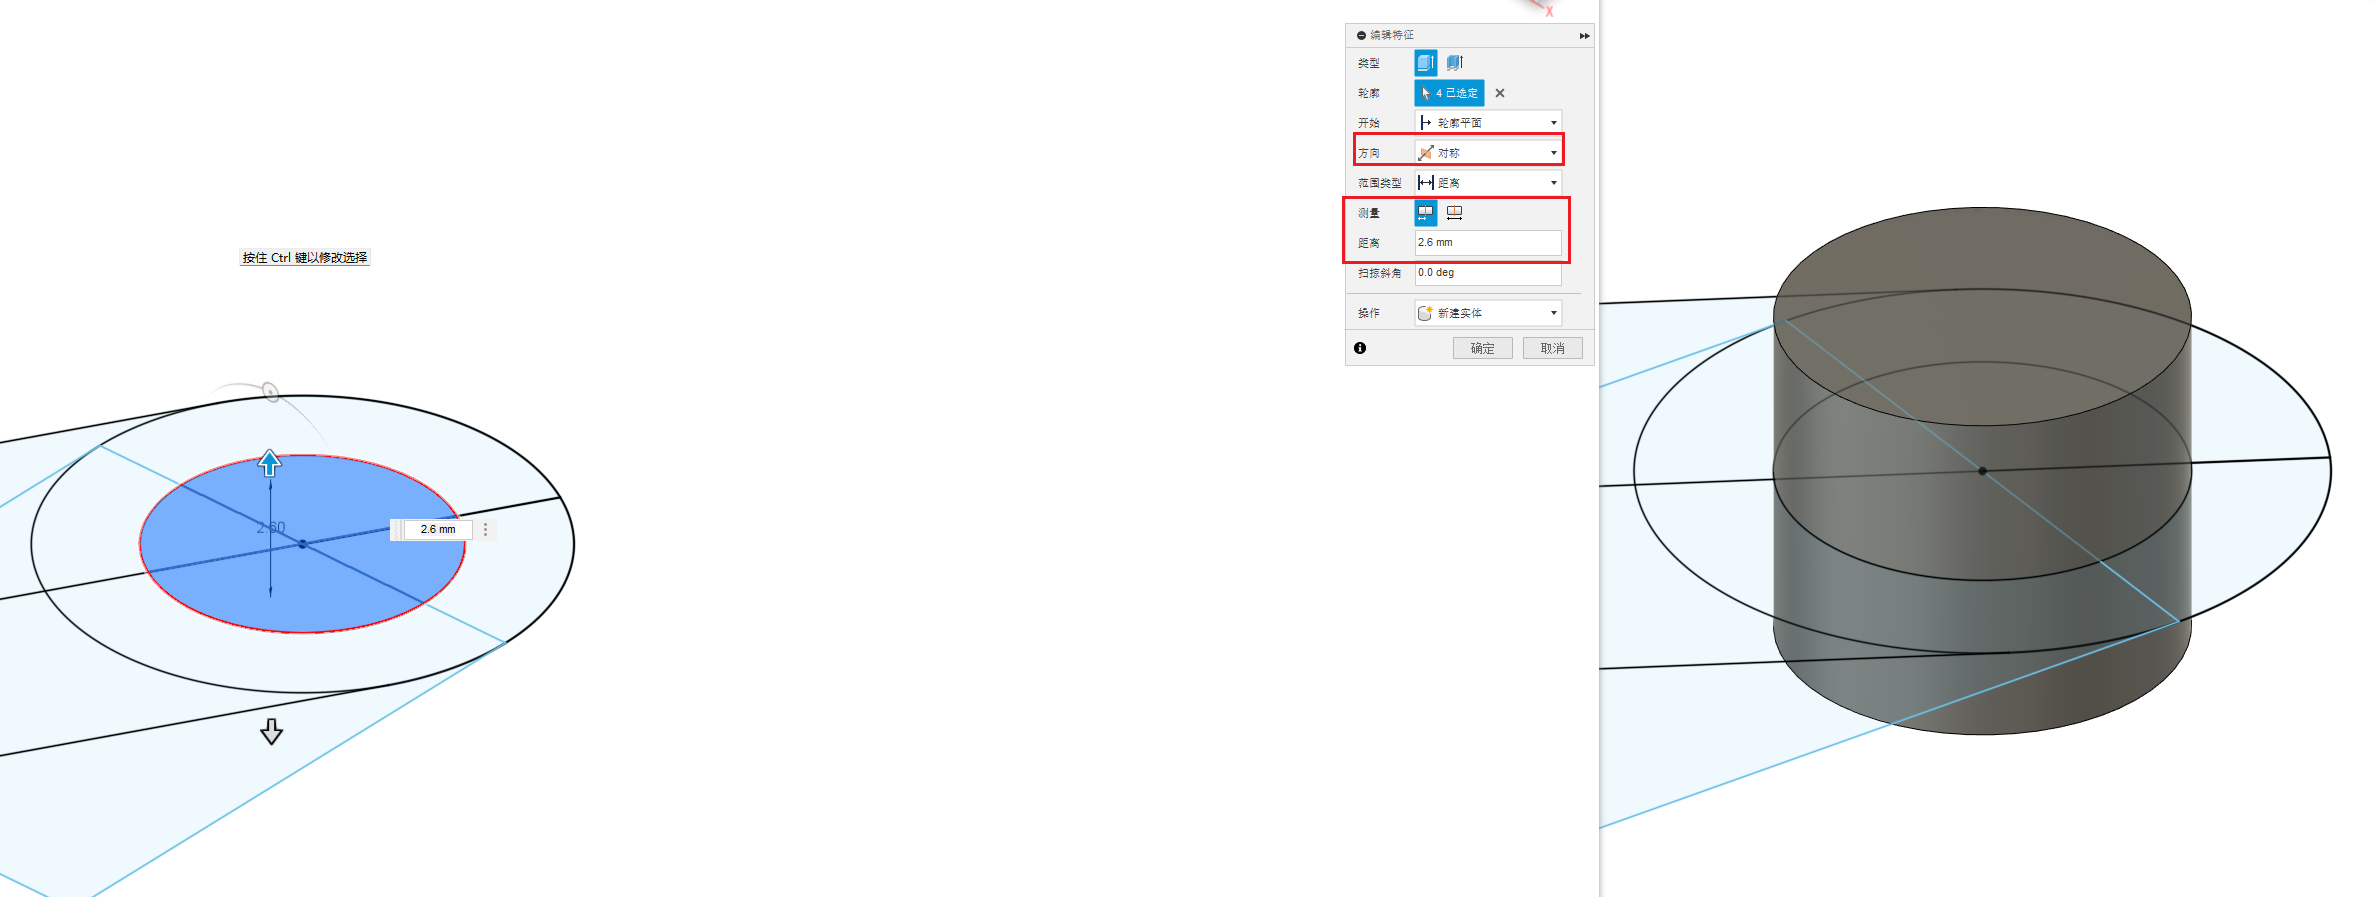 X
编辑特征
类型
轮廓 4 已选定
开始 轮廓平面
方向 对称
范围类型 距离
测量
距离 2.6 mm
扫掠斜角 0.0 deg
操作 新建实体
确定 取消
按住 Ctrl 键以修改选择
2.60
2.6 mm